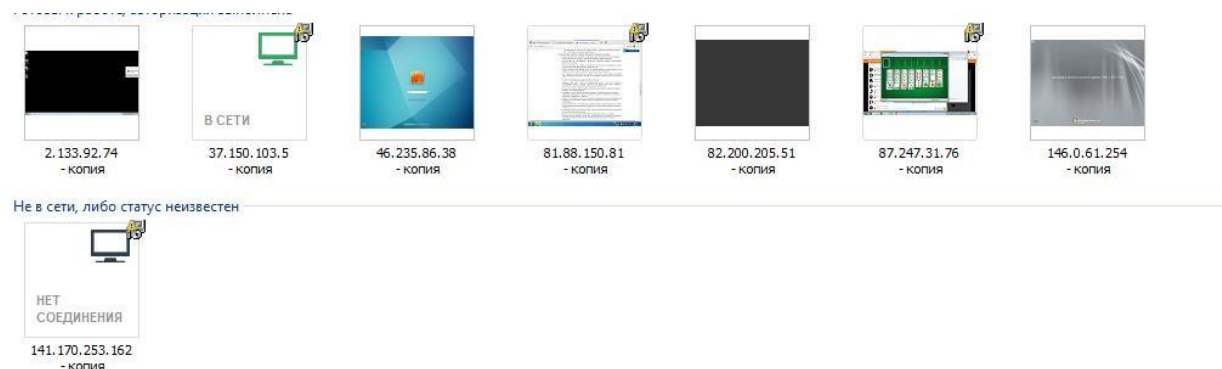 В СЕТИ
2.133.92.74
- копия
37.150.103.5
- копия
46.235.86.38
- копия
81.88.150.81
- копия
82.200.205.51
- копия
87.247.31.76
- копия
146.0.61.254
- копия
Не в сети, либо статус неизвестен
НЕТ
СОЕДИНЕНИЯ
141.170.253.162
- копия